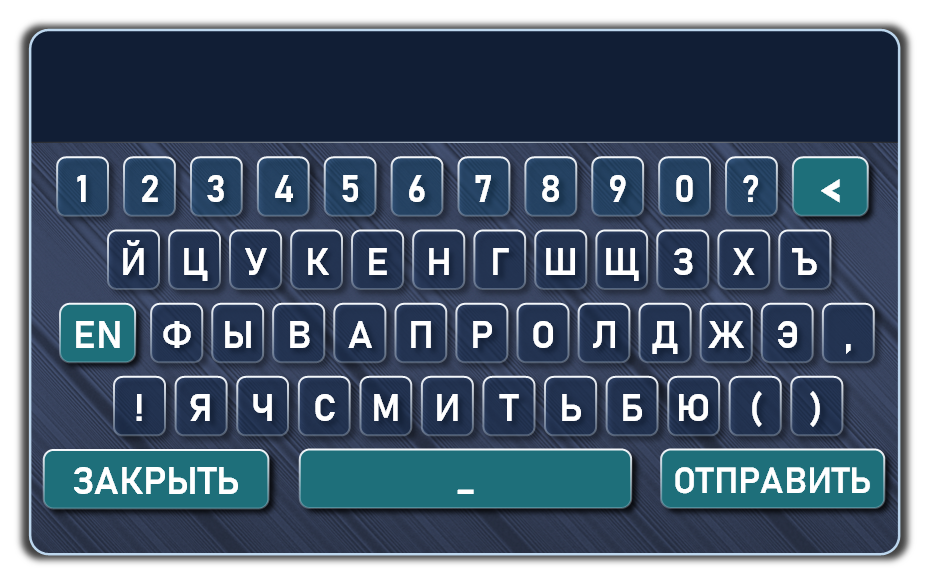 1 2 3 4 5 6 7 8 9 0 ? <
Й Ц У К Е Н Г Ш Щ З Х Ъ
EN Ф Ы В А П Р О Л Д Ж Э ,
! Я Ч С М И Т Ь Б Ю ( )
ЗАКРЫТЬ _ ОТПРАВИТЬ